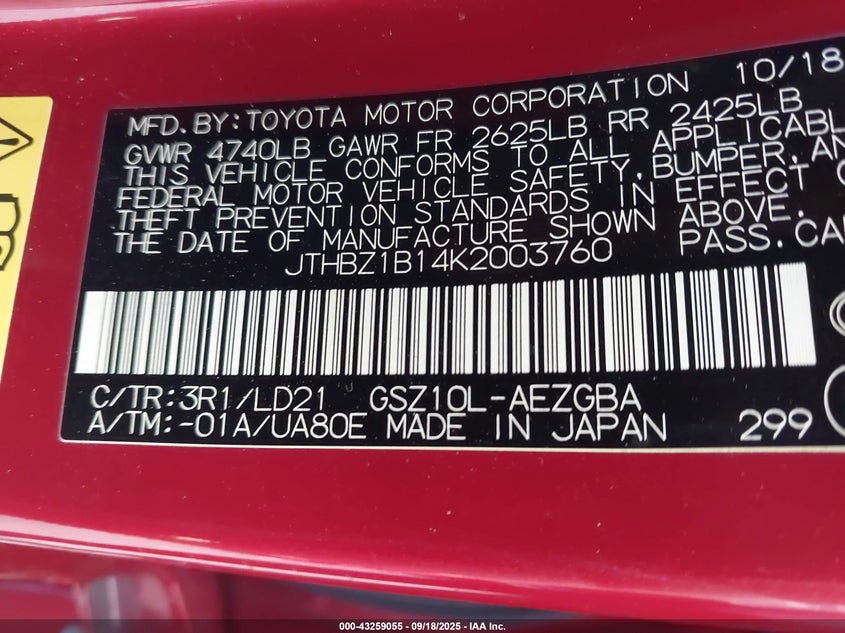 MFD.BY:TOYOTA MOTOR CORPORATION 10/18
GVWR 4740LB GAWR FR 2625LB RR 2425LB
THIS VEHICLE CONFORMS TO ALL APPLICABL
FEDERAL MOTOR VEHICLE SAFETY,BUMPER,AN
THEFT PREVENTION STANDARDS IN EFFECT O
THE DATE OF MANUFACTURE SHOWN ABOVE.
JTHBZ1B14K2003760 PASS.CA
C/TR:3R1/LD21 GSZ10L-AEZGBA
A/TM:-01A/UA80E MADE IN JAPAN 299
000-43259055 - 09/18/2025 - IAA Inc.